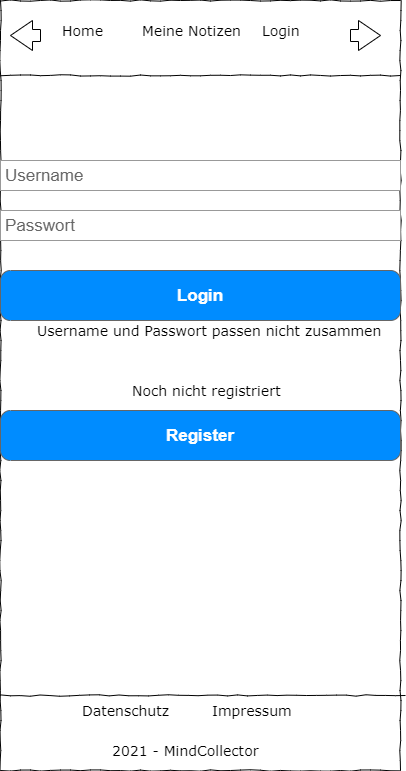 Home Meine Notizen Login
Username
Passwort
Login
Username und Passwort passen nicht zusammen
Noch nicht registriert
Register
Datenschutz Impressum
2021 - MindCollector